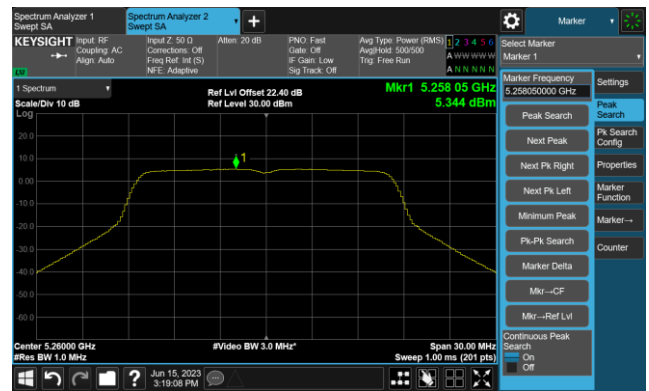 Spectrum Analyzer 1
Swept SA
Spectrum Analyzer 2
Swept SA
+
Marker
KEYSIGHT
Input: RF
Coupling: AC
Align: Auto
Input Z: 50 Ω
Corrections: Off
Freq Ref: Int (S)
NFE: Adaptive
Atten: 20 dB
PNO: Fast
Gate: Off
IF Gain: Low
Sig Track: Off
Avg Type: Power (RMS)
Avg|Hold: 500/500
Trig: Free Run
1 2 3 4 5 6
A W W W W W
A N N N N N
Select Marker
Marker 1
1 Spectrum
Scale/Div 10 dB
Log
Ref Lvl Offset 22.40 dB
Ref Level 30.00 dBm
Mkr1 5.258 05 GHz
5.344 dBm
20.0
10.0
0.00
-10.0
-20.0
-30.0
-40.0
-50.0
-60.0
1
Center 5.26000 GHz
#Res BW 1.0 MHz
#Video BW 3.0 MHz*
Span 30.00 MHz
Sweep 1.00 ms (201 pts)
Marker Frequency
5.258050000 GHz
Peak Search
Next Peak
Next Pk Right
Next Pk Left
Minimum Peak
Pk-Pk Search
Marker Delta
Mkr→CF
Mkr→Ref Lvl
Continuous Peak
Search
On
Off
Settings
Peak
Search
Pk Search
Config
Properties
Marker
Function
Marker→
Counter
?
Jun 15, 2023
3:19:08 PM